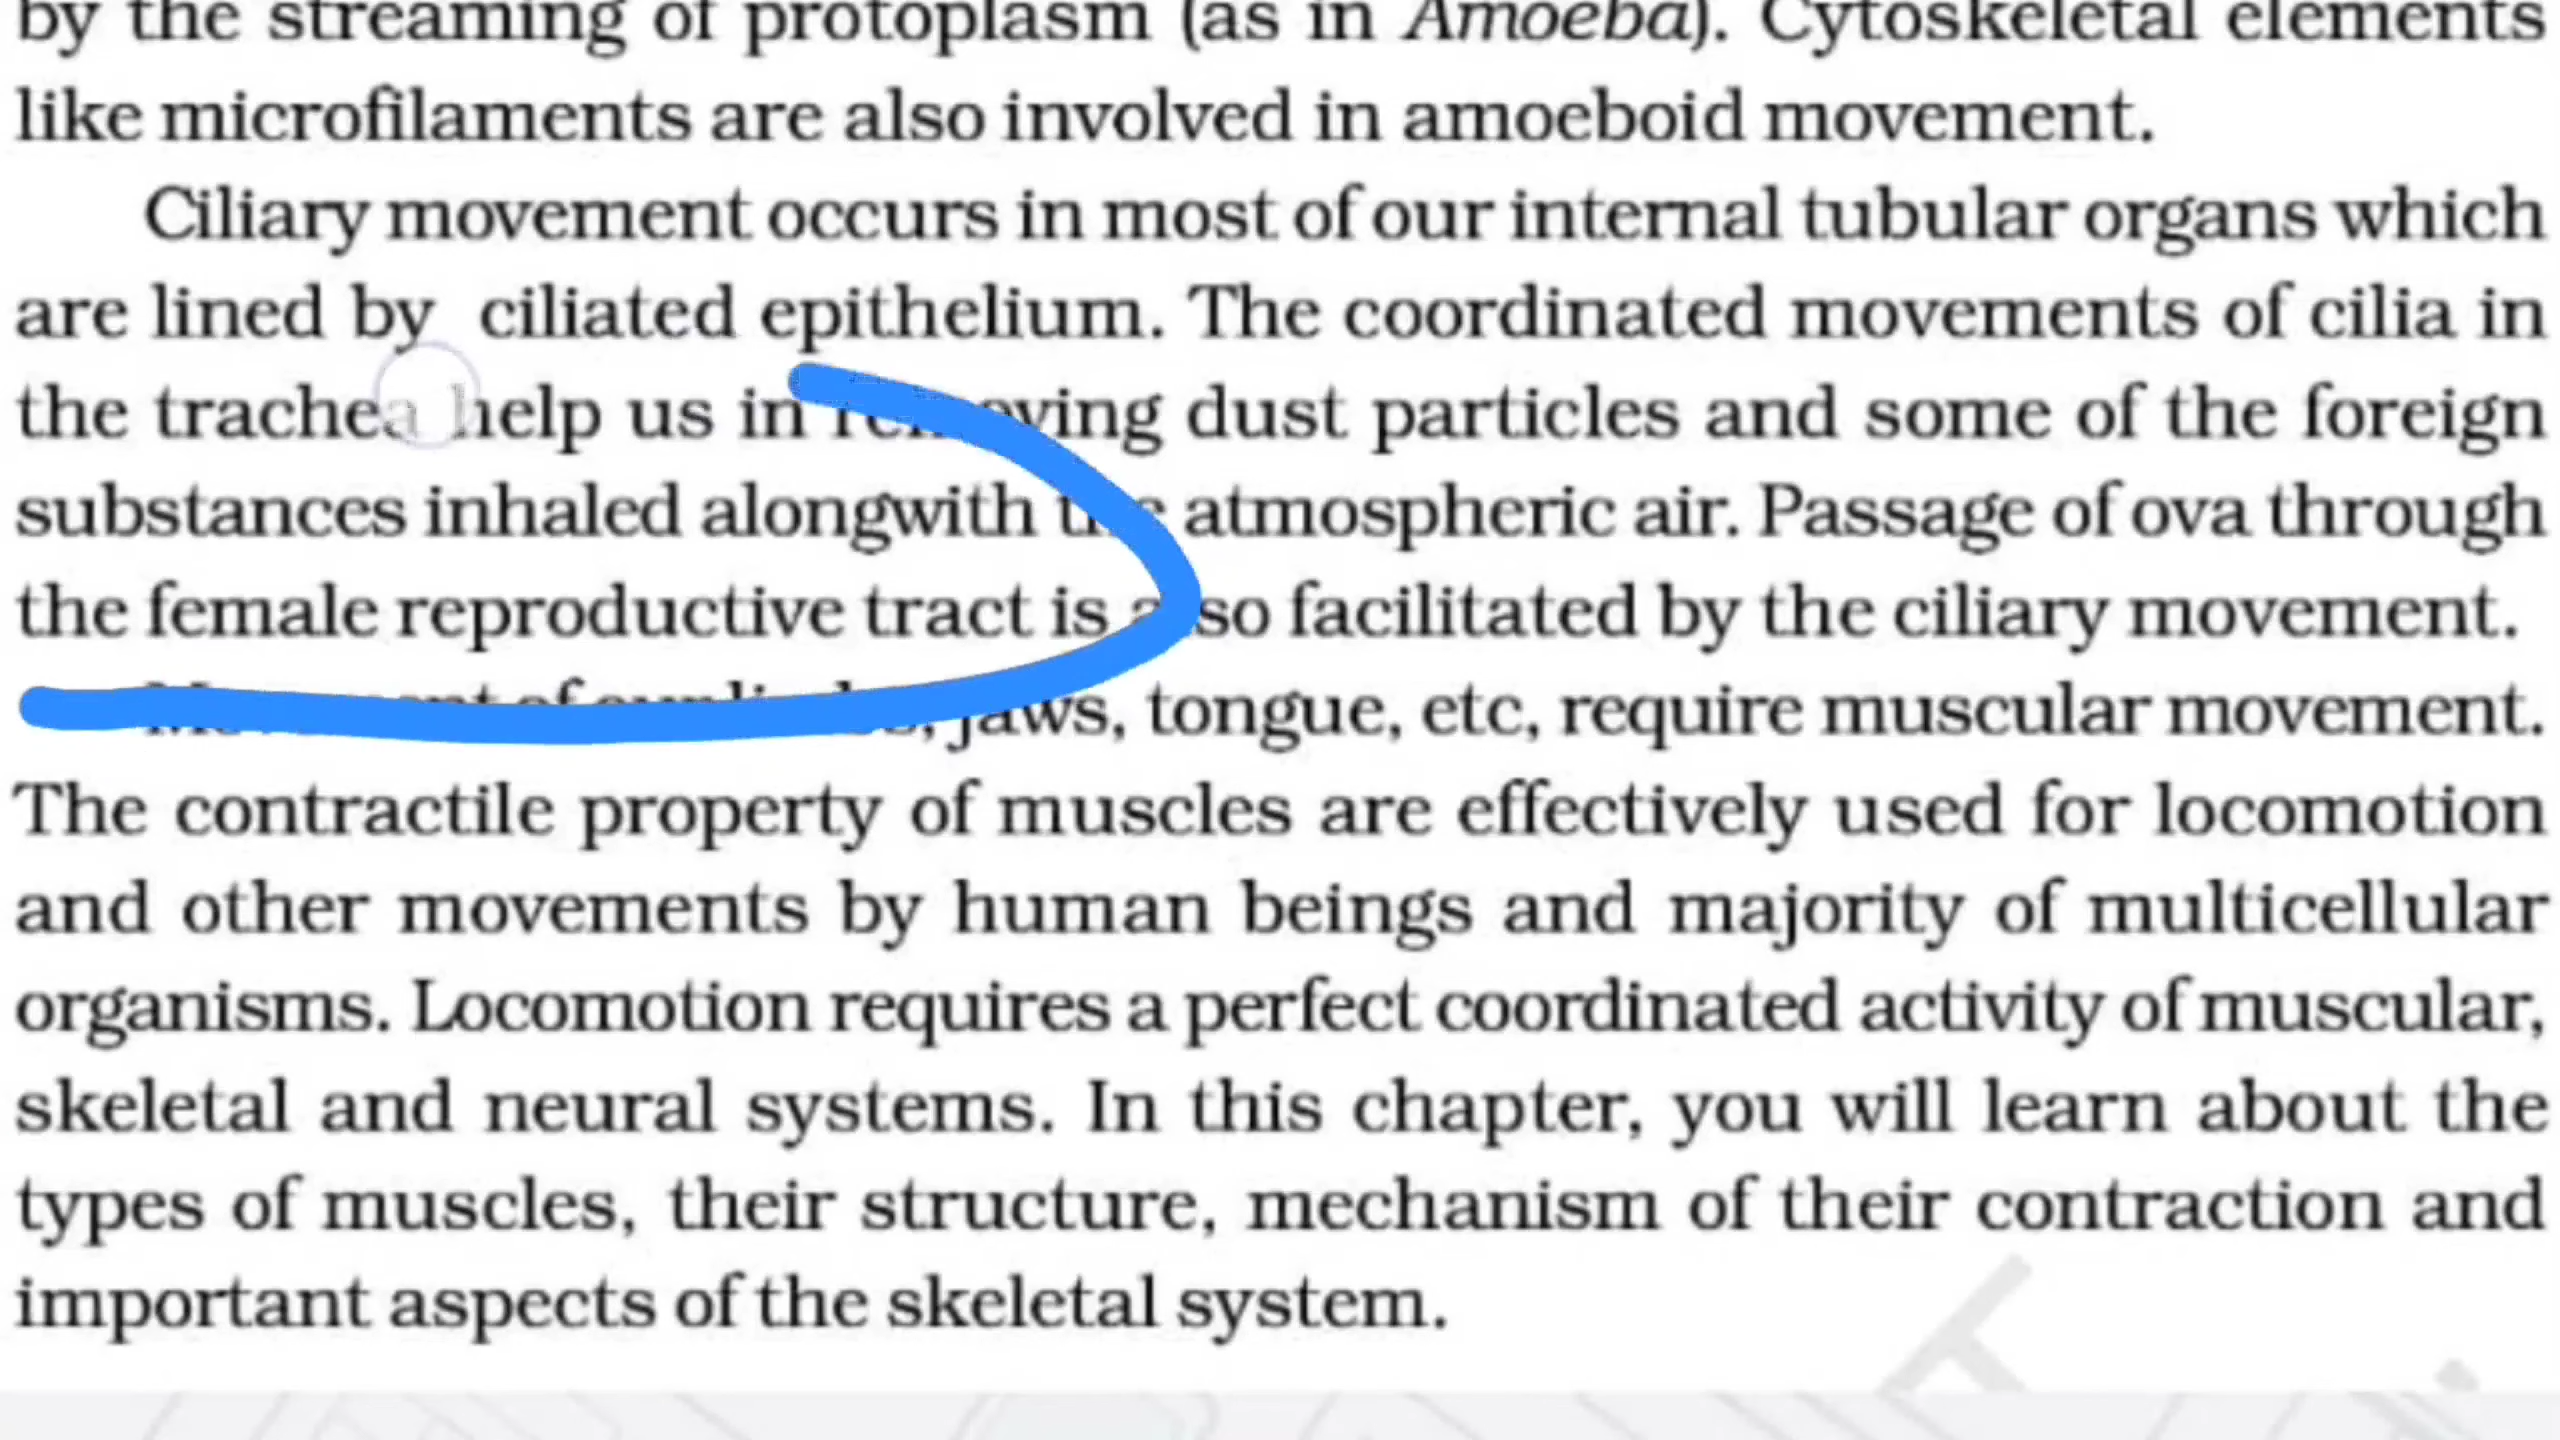 by the streaming of protoplasm (as in Amoeba). Cytoskeletal elements
like microfilaments are also involved in amoeboid movement.
Ciliary movement occurs in most of our internal tubular organs which
are lined by ciliated epithelium. The coordinated movements of cilia in
the trachea help us in removing dust particles and some of the foreign
substances inhaled alongwith the atmospheric air. Passage of ova through
the female reproductive tract is also facilitated by the ciliary movement.
Movement of our limbs, jaws, tongue, etc, require muscular movement.
The contractile property of muscles are effectively used for locomotion
and other movements by human beings and majority of multicellular
organisms. Locomotion requires a perfect coordinated activity of muscular,
skeletal and neural systems. In this chapter, you will learn about the
types of muscles, their structure, mechanism of their contraction and
important aspects of the skeletal system.